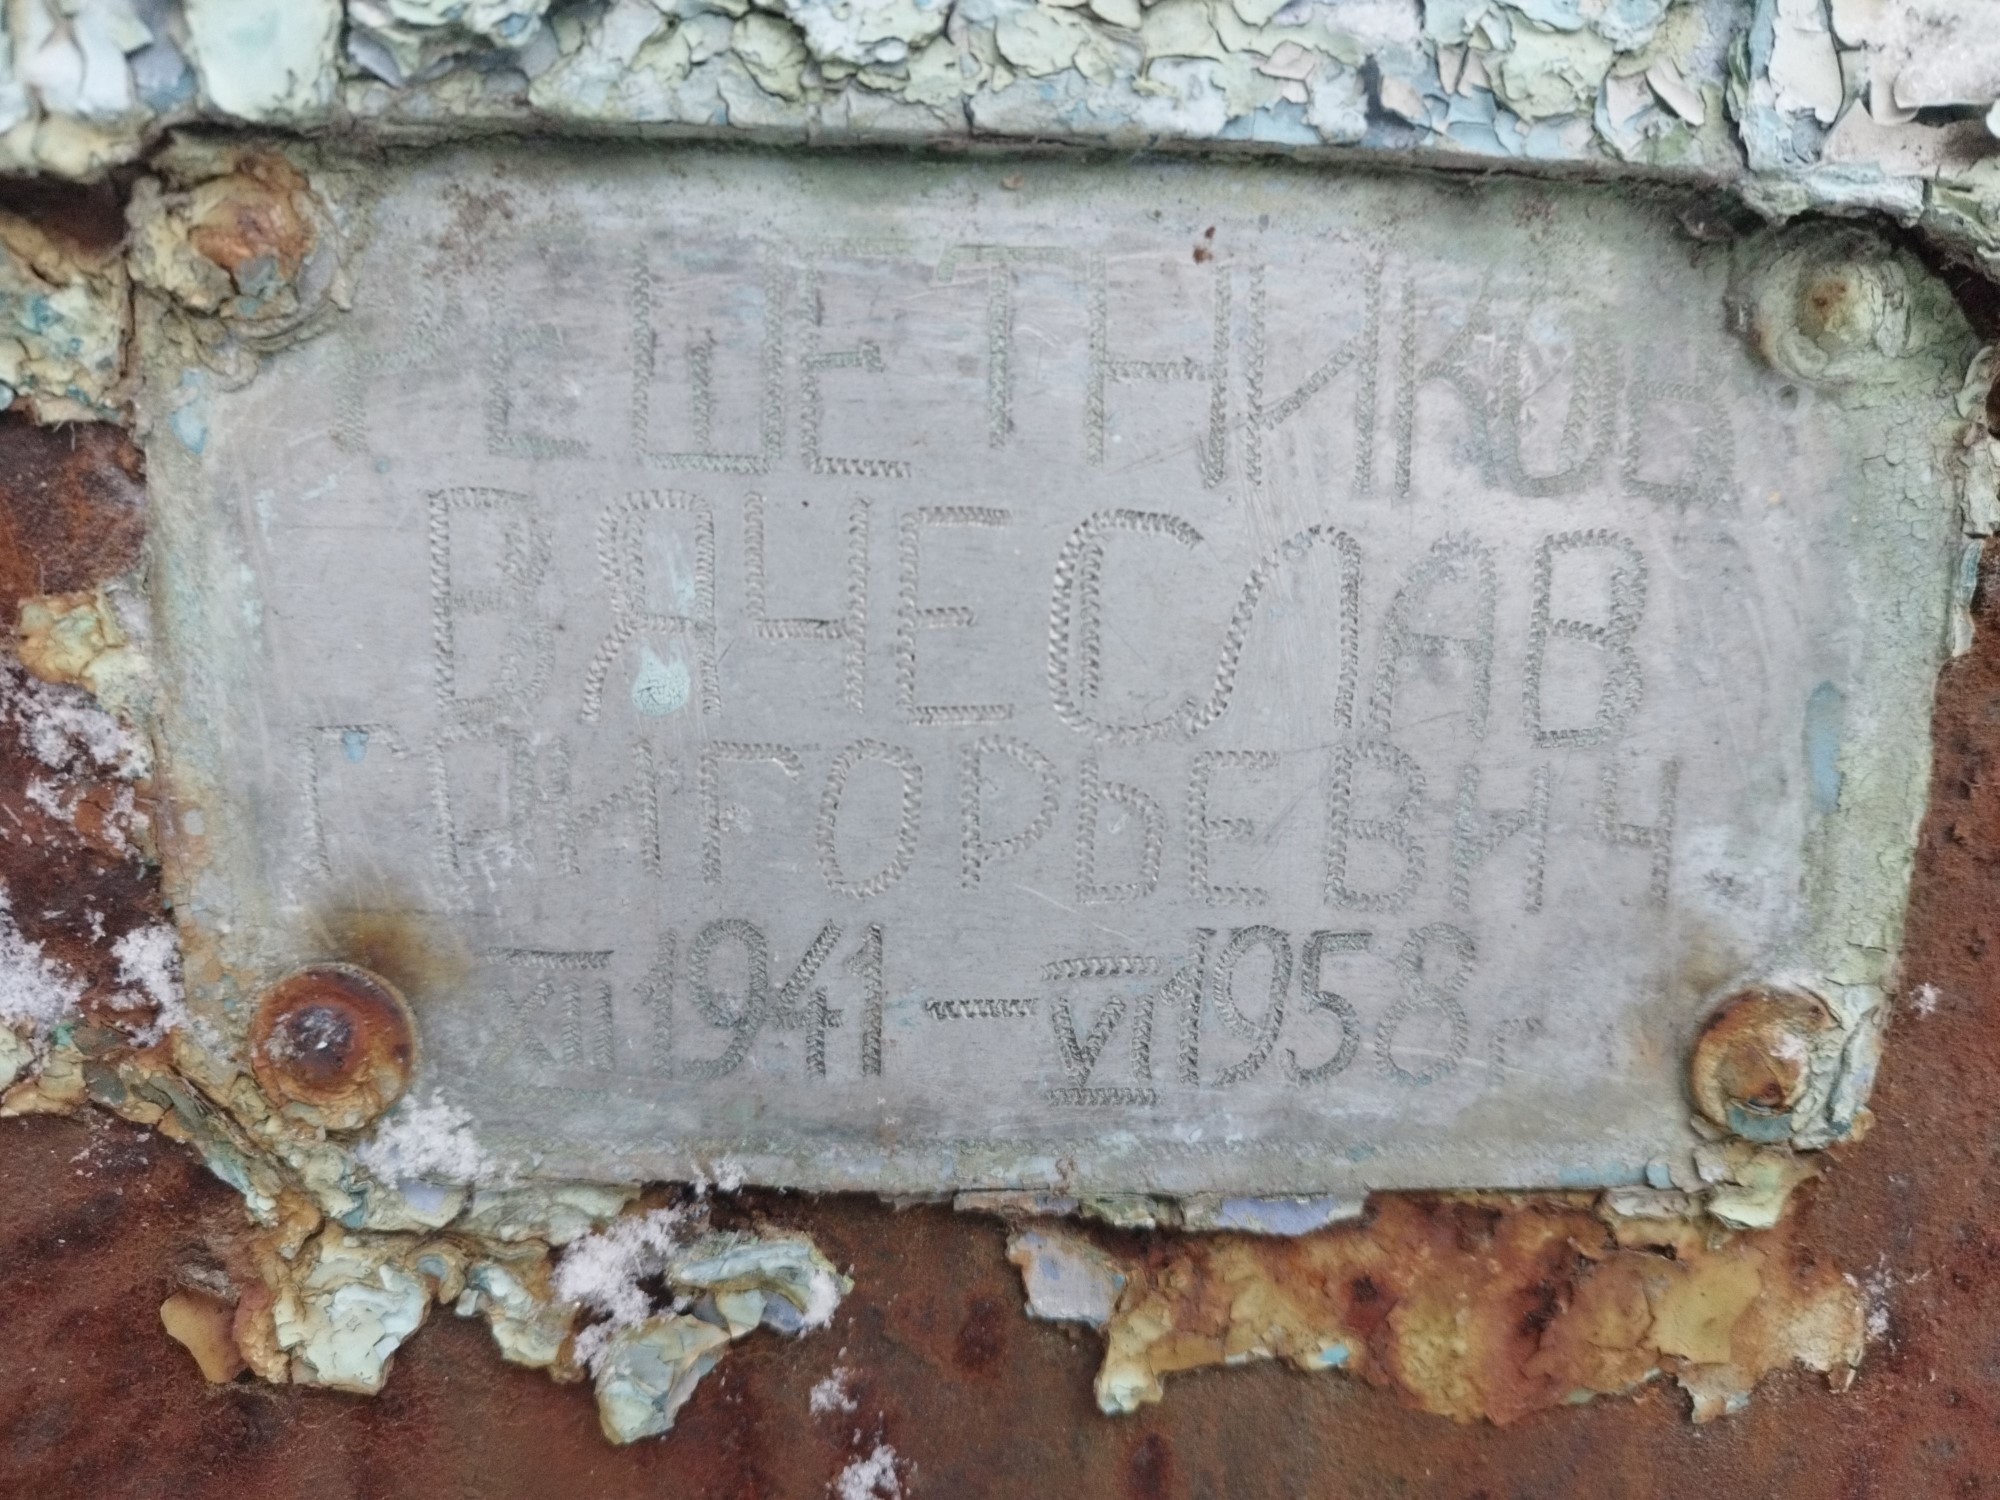 РЕШЕТНИКОВ
ВЯЧЕСЛАВ
ГРИГОРЬЕВИЧ
XII 1941 — VI 1958 г